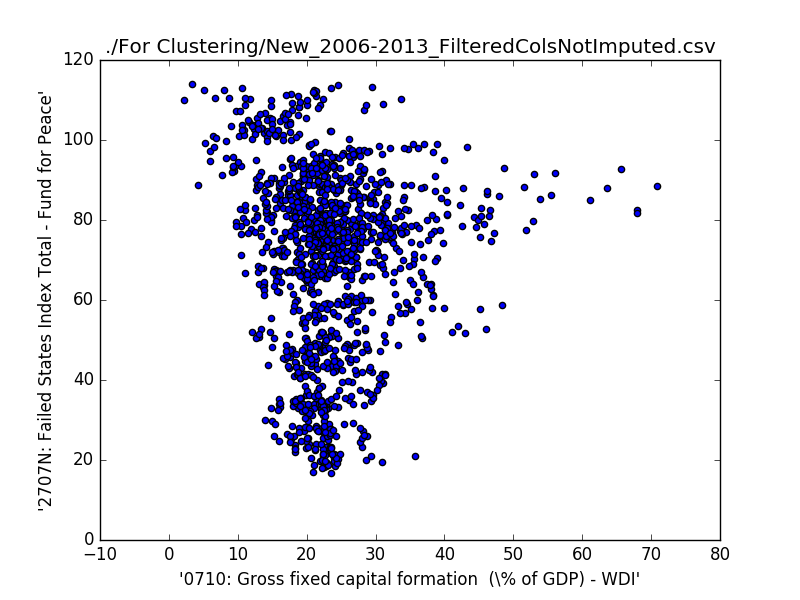 ./For Clustering/New_2006-2013_FilteredColsNotImputed.csv
120
100
80
60
40
20
0
'2707N: Failed States Index Total - Fund for Peace'
−10 0 10 20 30 40 50 60 70 80
'0710: Gross fixed capital formation  (\% of GDP) - WDI'